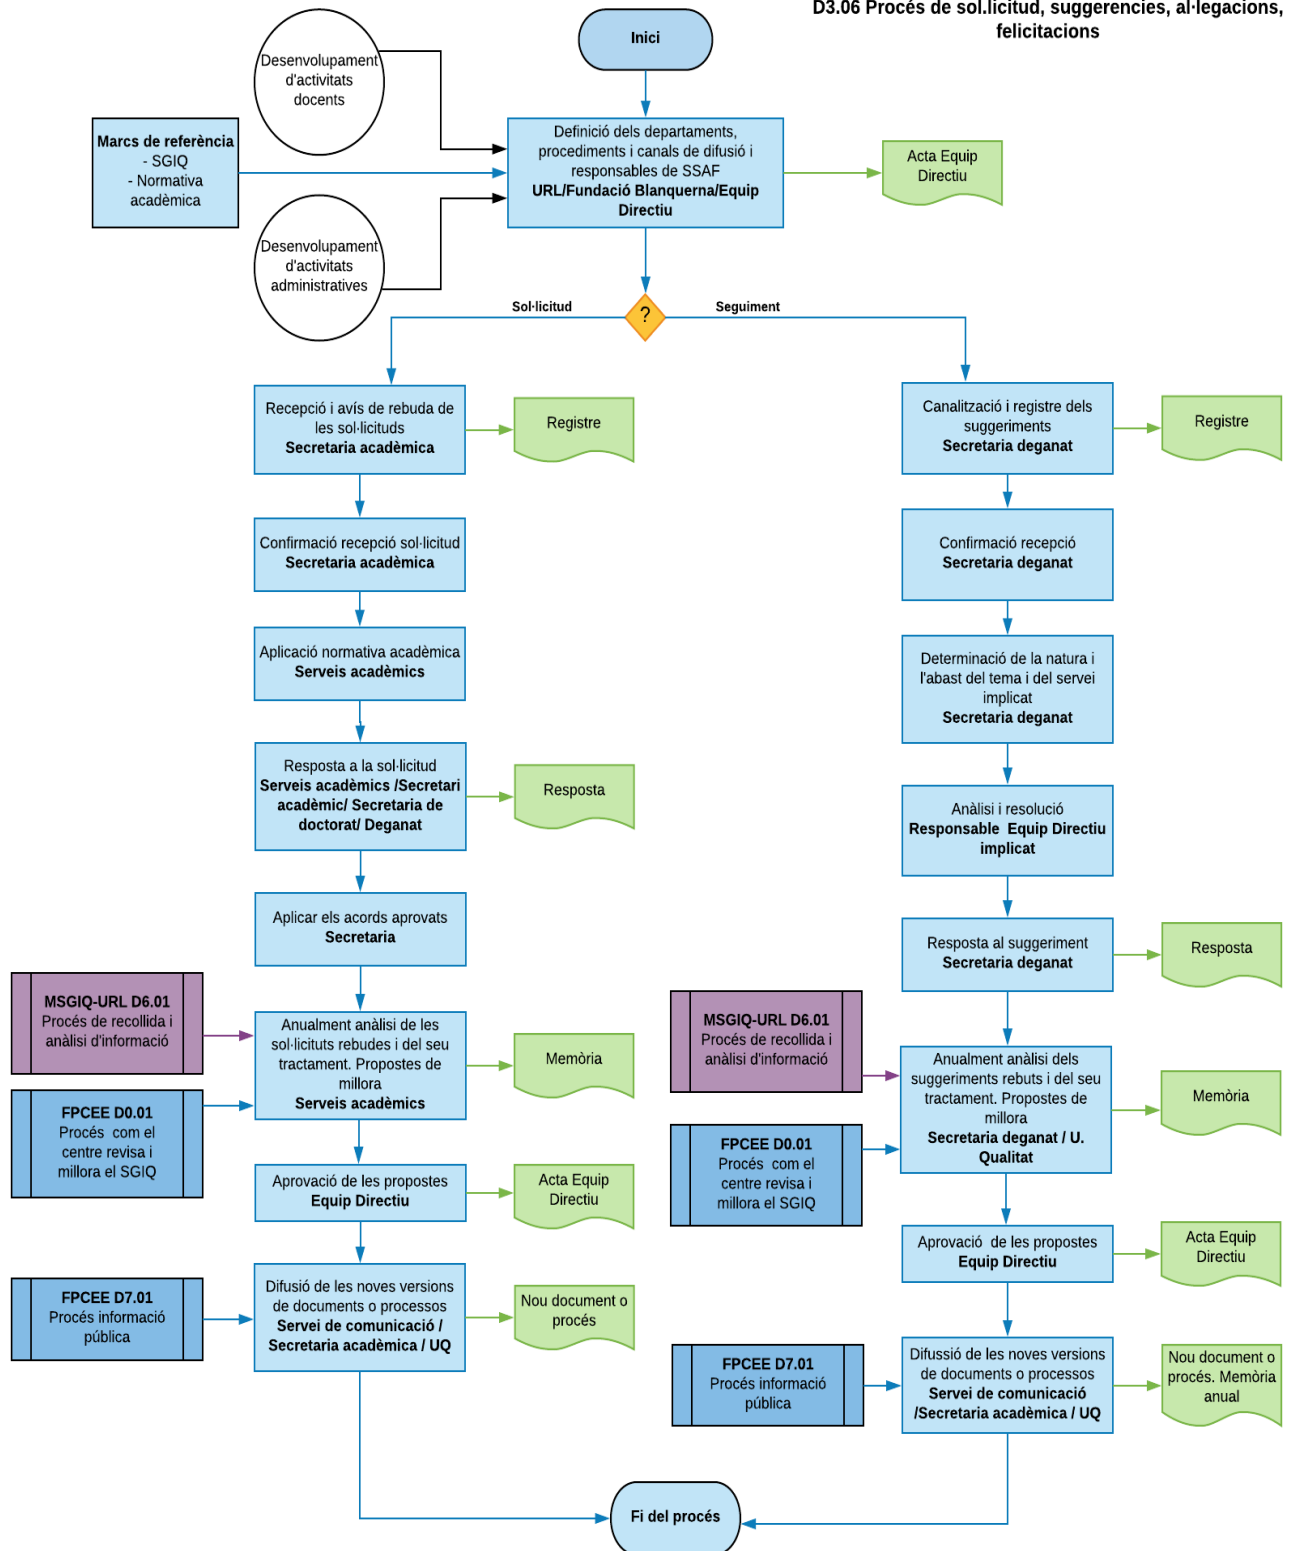 D3.06 Procés de sol.licitud, suggerencies, al·legacions,
felicitacions
Inici
Desenvolupament
d'activitats
docents
Marcs de referència
- SGIQ
- Normativa
acadèmica
Desenvolupament
d'activitats
administratives
Definició dels departaments,
procediments i canals de difusió i
responsables de SSAF
URL/Fundació Blanquerna/Equip
Directiu
Acta Equip
Directiu
?
Sol·licitud
Seguiment
Recepció i avís de rebuda de
les sol·licituds
Secretaria acadèmica
Registre
Confirmació recepció sol·licitud
Secretaria acadèmica
Aplicació normativa acadèmica
Serveis acadèmics
Resposta a la sol·licitud
Serveis acadèmics /Secretari
acadèmic/ Secretaria de
doctorat/ Deganat
Resposta
Aplicar els acords aprovats
Secretaria
MSGIQ-URL D6.01
Procés de recollida i
anàlisi d'informació
FPCEE D0.01
Procés  com el
centre revisa i
millora el SGIQ
Anualment anàlisi de les
sol·licituts rebudes i del seu
tractament. Propostes de
millora
Serveis acadèmics
Memòria
Aprovació de les propostes
Equip Directiu
Acta Equip
Directiu
FPCEE D7.01
Procés informació
pública
Difusió de les noves versions
de documents o processos
Servei de comunicació /
Secretaria acadèmica / UQ
Nou document o
procés
Canalització i registre dels
suggeriments
Secretaria deganat
Registre
Confirmació recepció
Secretaria deganat
Determinació de la natura i
l'abast del tema i del servei
implicat
Secretaria deganat
Anàlisi i resolució
Responsable  Equip Directiu
implicat
Resposta al suggeriment
Secretaria deganat
Resposta
MSGIQ-URL D6.01
Procés de recollida i
anàlisi d'informació
FPCEE D0.01
Procés  com el
centre revisa i
millora el SGIQ
Anualment anàlisi dels
suggeriments rebuts i del seu
tractament. Propostes de
millora
Secretaria deganat / U.
Qualitat
Memòria
Aprovació  de les propostes
Equip Directiu
Acta Equip
Directiu
FPCEE D7.01
Procés informació
pública
Difussió de les noves versions
de documents o processos
Servei de comunicació
/Secretaria acadèmica / UQ
Nou document o
procés. Memòria
anual
Fi del procés